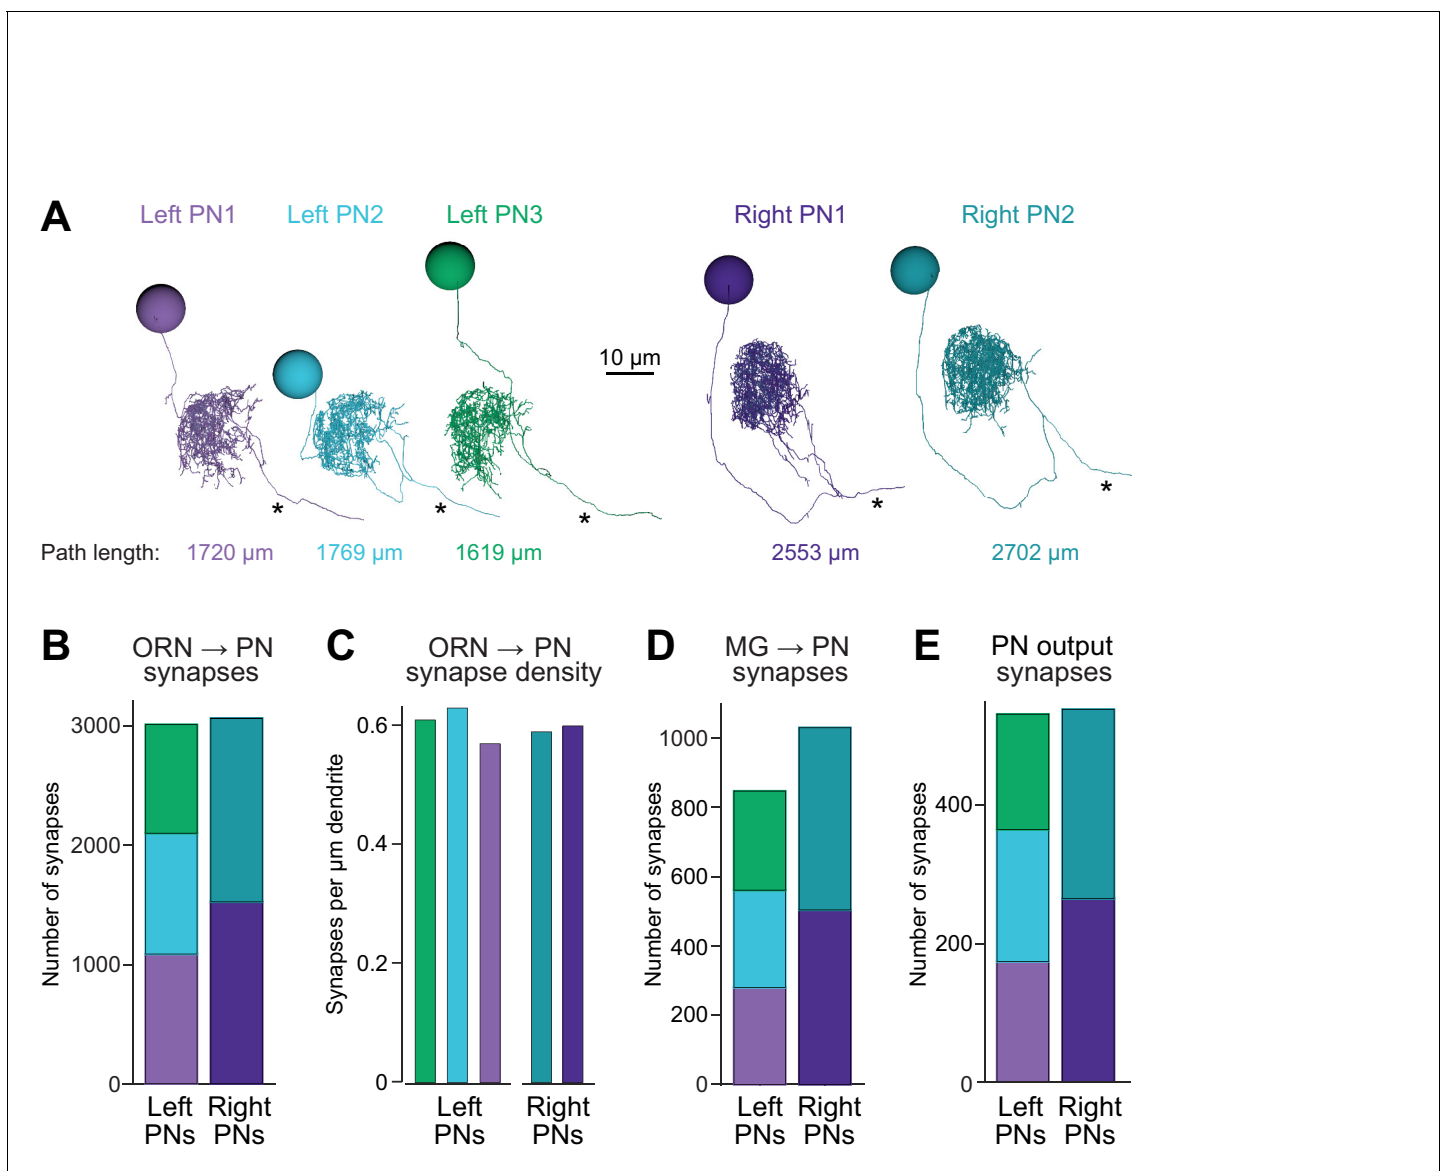 A
Left PN1 Left PN2 Left PN3 Right PN1 Right PN2
10 µm
* * * * *
Path length: 1720 µm 1769 µm 1619 µm 2553 µm 2702 µm
B
ORN → PN
synapses
Number of synapses
3000
2000
1000
0
Left Right
PNs PNs
C
ORN → PN
synapse density
Synapses per µm dendrite
0.6
0.4
0.2
0
Left Right
PNs PNs
D
MG → PN
synapses
Number of synapses
1000
800
600
400
200
0
Left Right
PNs PNs
E
PN output
synapses
Number of synapses
400
200
0
Left Right
PNs PNs